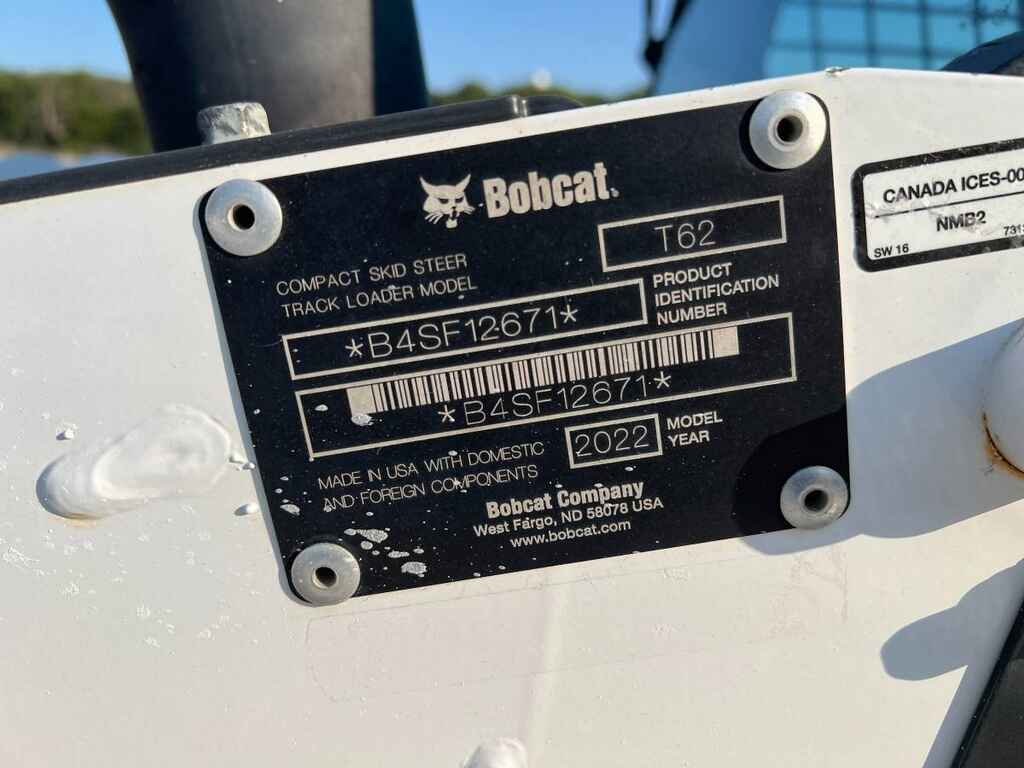 Bobcat.
T62
COMPACT SKID STEER
TRACK LOADER MODEL
*B4SF12671*
PRODUCT
IDENTIFICATION
NUMBER
*B4SF12671*
2022
MODEL
YEAR
MADE IN USA WITH DOMESTIC
AND FOREIGN COMPONENTS
Bobcat Company
West Fargo, ND 58078 USA
www.bobcat.com
CANADA ICES-00
NMB2
SW 16
731